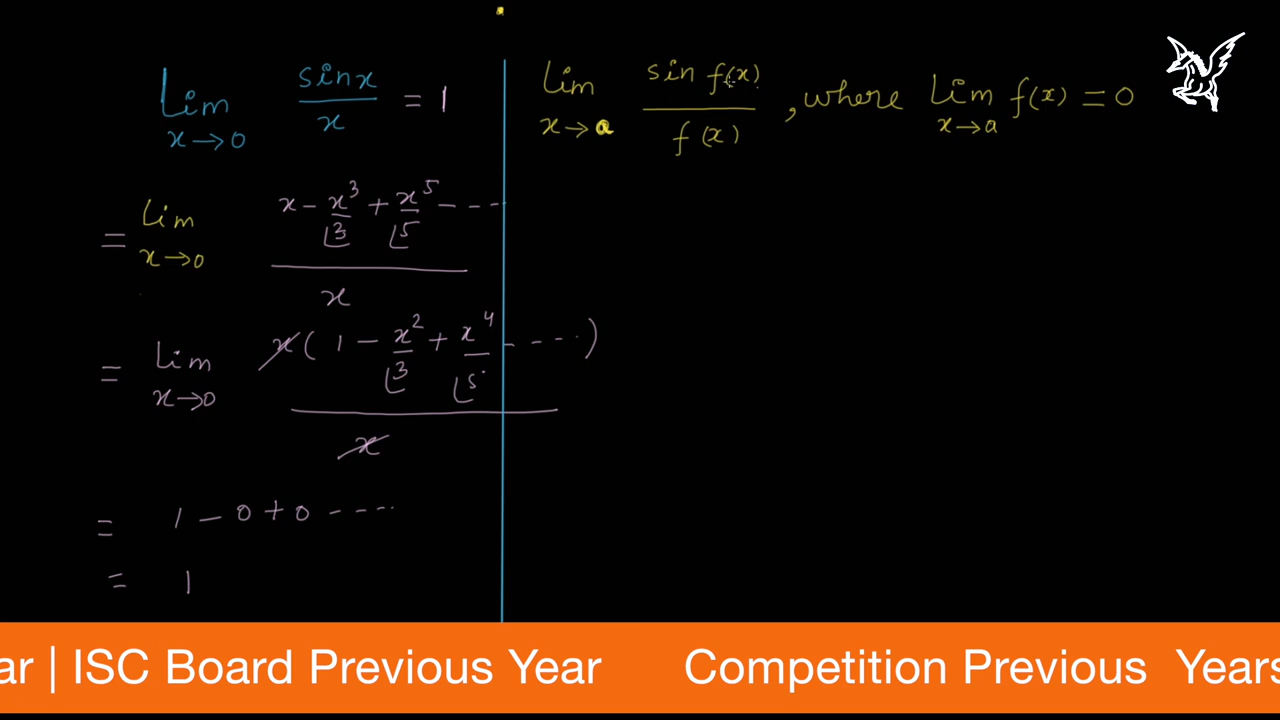 lim x→0 sinx/x = 1
= lim x→0 (x - x³/⌊3 + x⁵/⌊5 ----)/x
= lim x→0 x(1 - x²/⌊3 + x⁴/⌊5 - ----)/x
= 1 - 0 + 0 ----
= 1
lim x→a sin f(x)/f(x), where lim x→a f(x) = 0
ar | ISC Board Previous Year Competition Previous Years